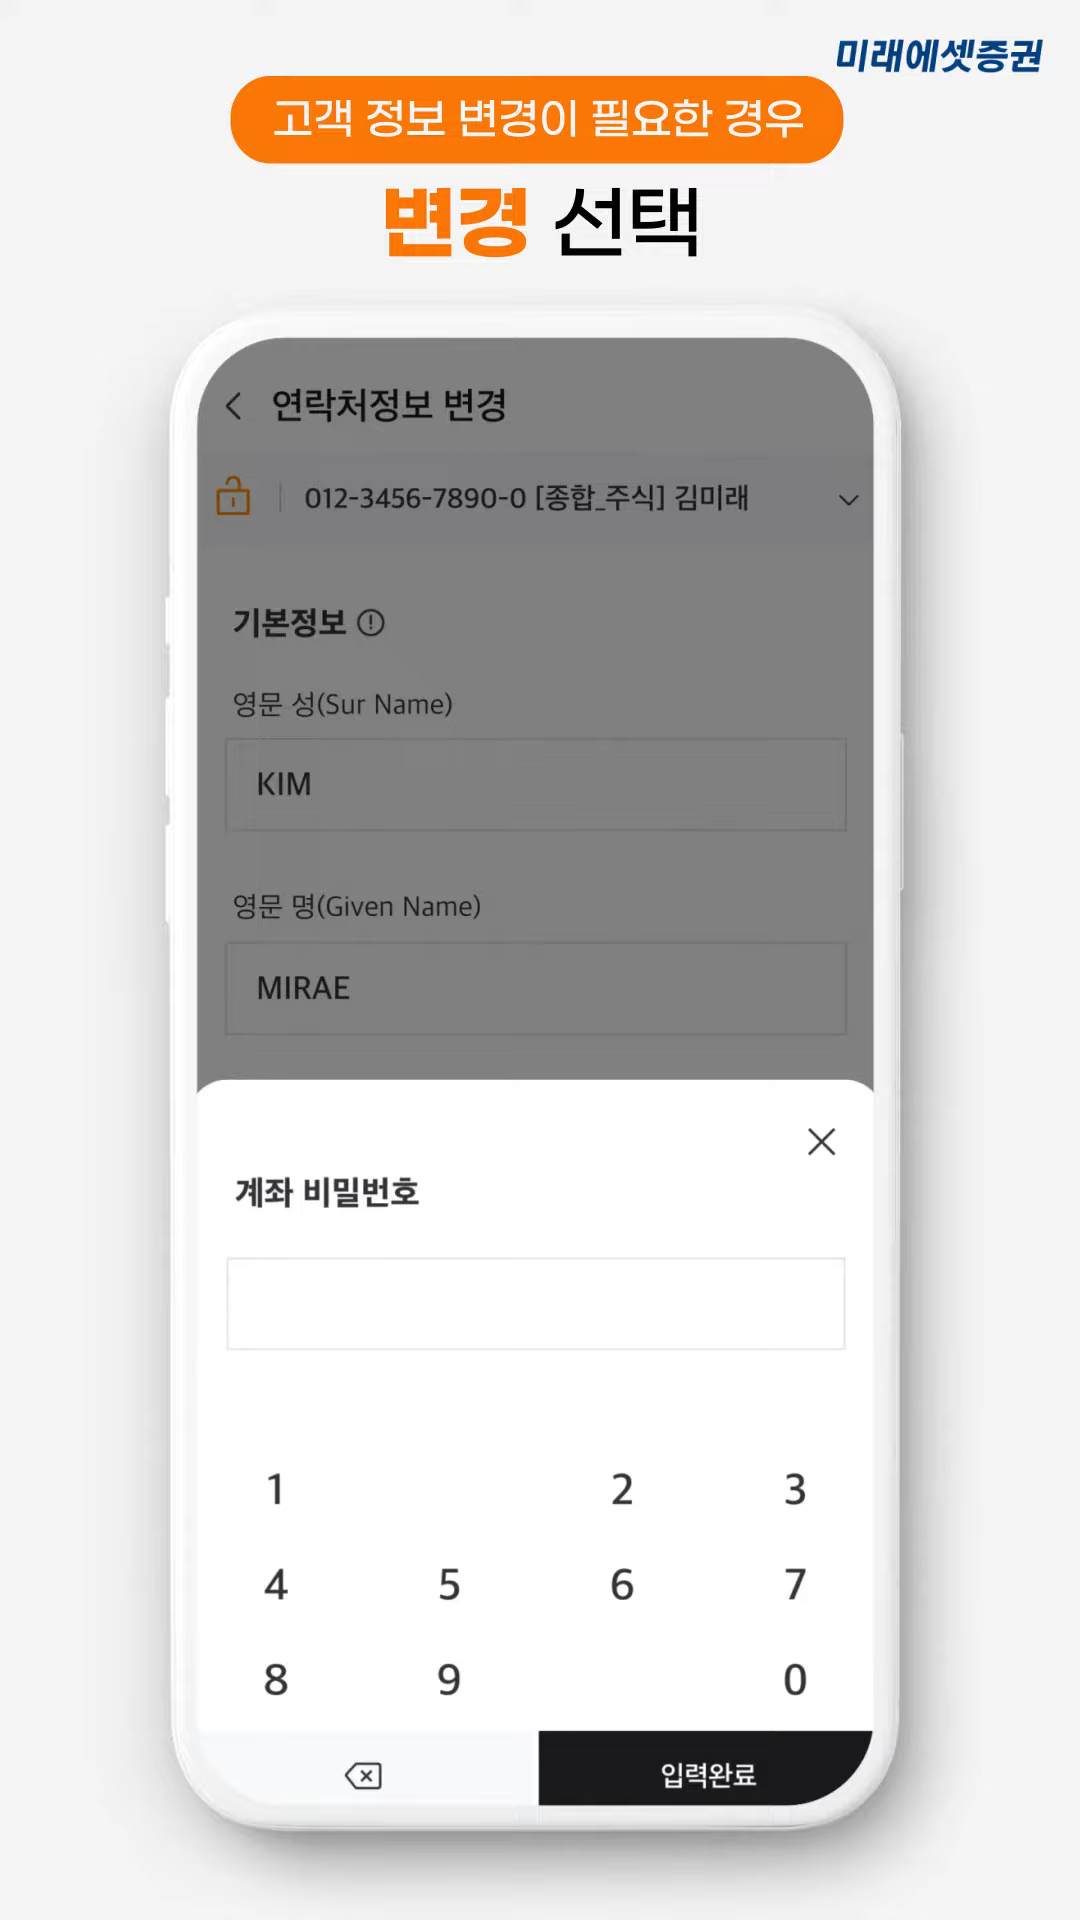 미래에셋증권
고객 정보 변경이 필요한 경우
변경 선택
연락처정보 변경
012-3456-7890-0 [종합_주식] 김미래
기본정보
영문 성(Sur Name)
KIM
영문 명(Given Name)
MIRAE
계좌 비밀번호
1 2 3
4 5 6 7
8 9 0
입력완료